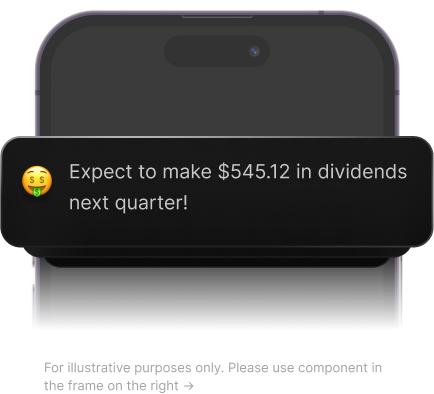 Expect to make $545.12 in dividends
next quarter!
For illustrative purposes only. Please use component in
the frame on the right →